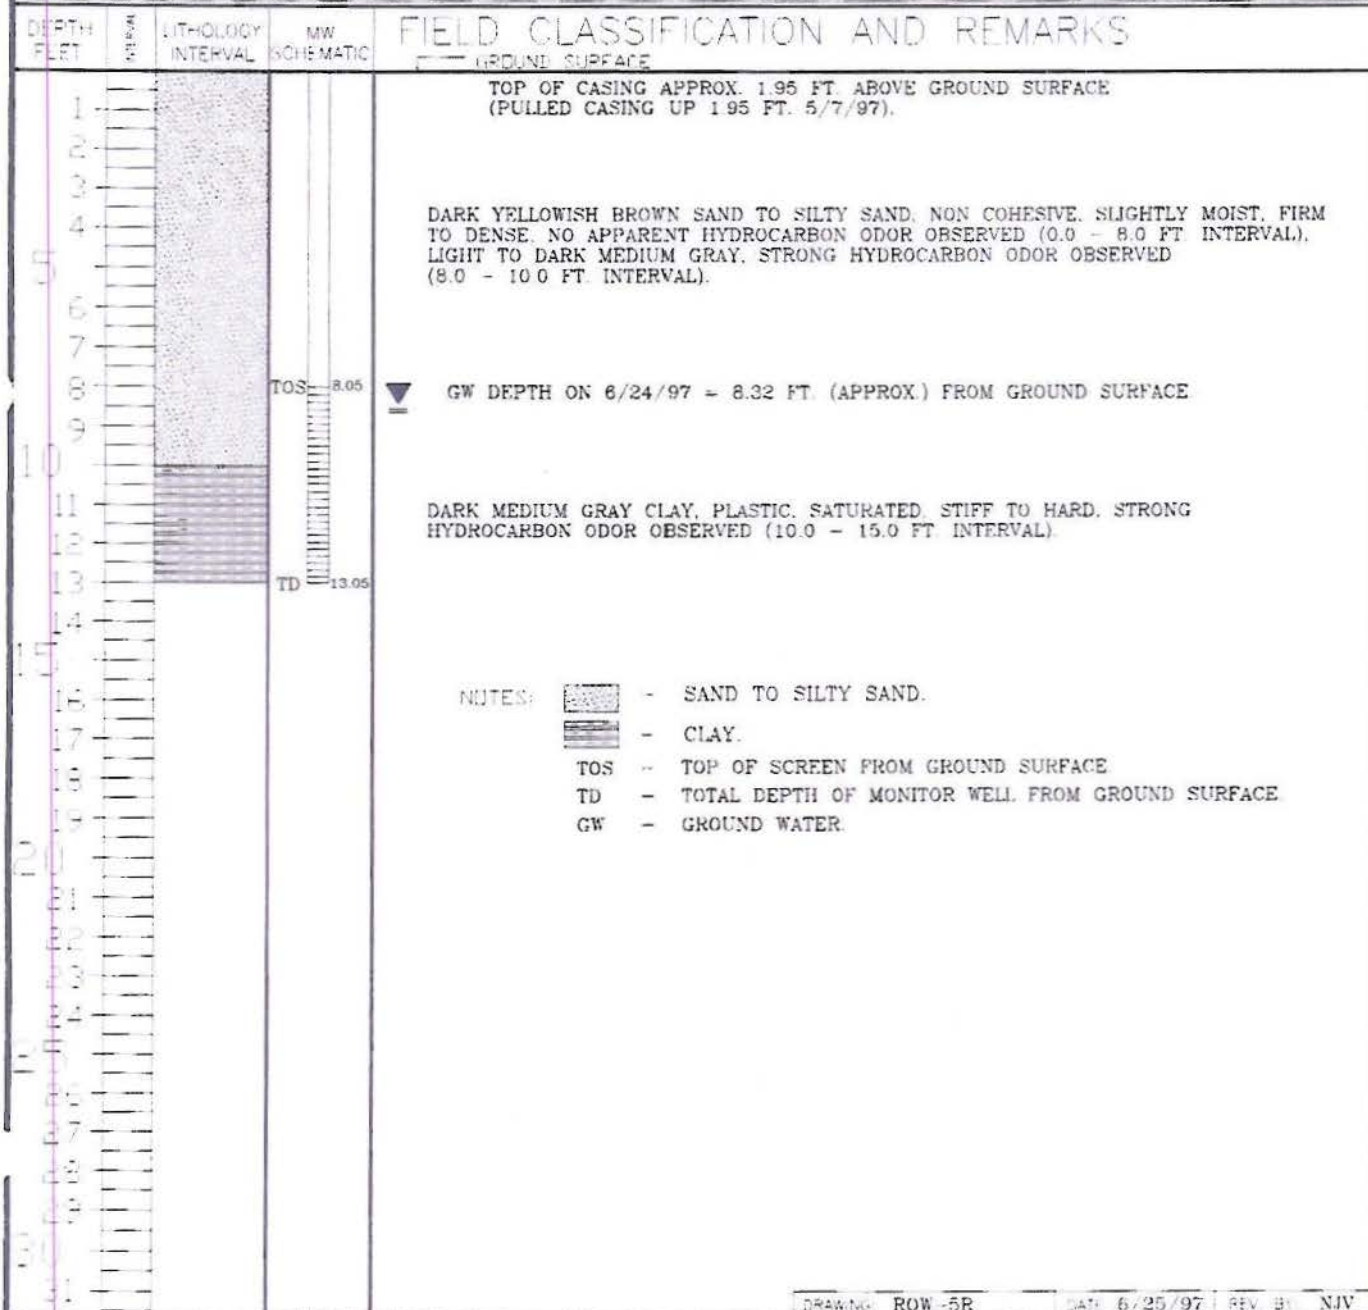 DEPTH FEET
LITHOLOGY INTERVAL
MW SCHEMATIC
FIELD CLASSIFICATION AND REMARKS
GROUND SURFACE
TOP OF CASING APPROX. 1.95 FT. ABOVE GROUND SURFACE
(PULLED CASING UP 1.95 FT. 5/7/97).
1
2
3
4
5
6
7
8
9
10
11
12
13
14
15
16
17
18
19
20
21
22
23
24
25
26
27
28
29
30
31
DARK YELLOWISH BROWN SAND TO SILTY SAND, NON COHESIVE, SLIGHTLY MOIST, FIRM
TO DENSE, NO APPARENT HYDROCARBON ODOR OBSERVED (0.0 - 8.0 FT. INTERVAL),
LIGHT TO DARK MEDIUM GRAY, STRONG HYDROCARBON ODOR OBSERVED
(8.0 - 10.0 FT. INTERVAL).
TOS 8.05
GW DEPTH ON 6/24/97 = 8.32 FT. (APPROX.) FROM GROUND SURFACE
DARK MEDIUM GRAY CLAY, PLASTIC, SATURATED, STIFF TO HARD, STRONG
HYDROCARBON ODOR OBSERVED (10.0 - 15.0 FT. INTERVAL).
TD 13.05
NOTES:
- SAND TO SILTY SAND.
- CLAY.
TOS - TOP OF SCREEN FROM GROUND SURFACE.
TD - TOTAL DEPTH OF MONITOR WELL FROM GROUND SURFACE.
GW - GROUND WATER.
DRAWING: ROW-5R DATE: 6/25/97 REV. BY: NJV